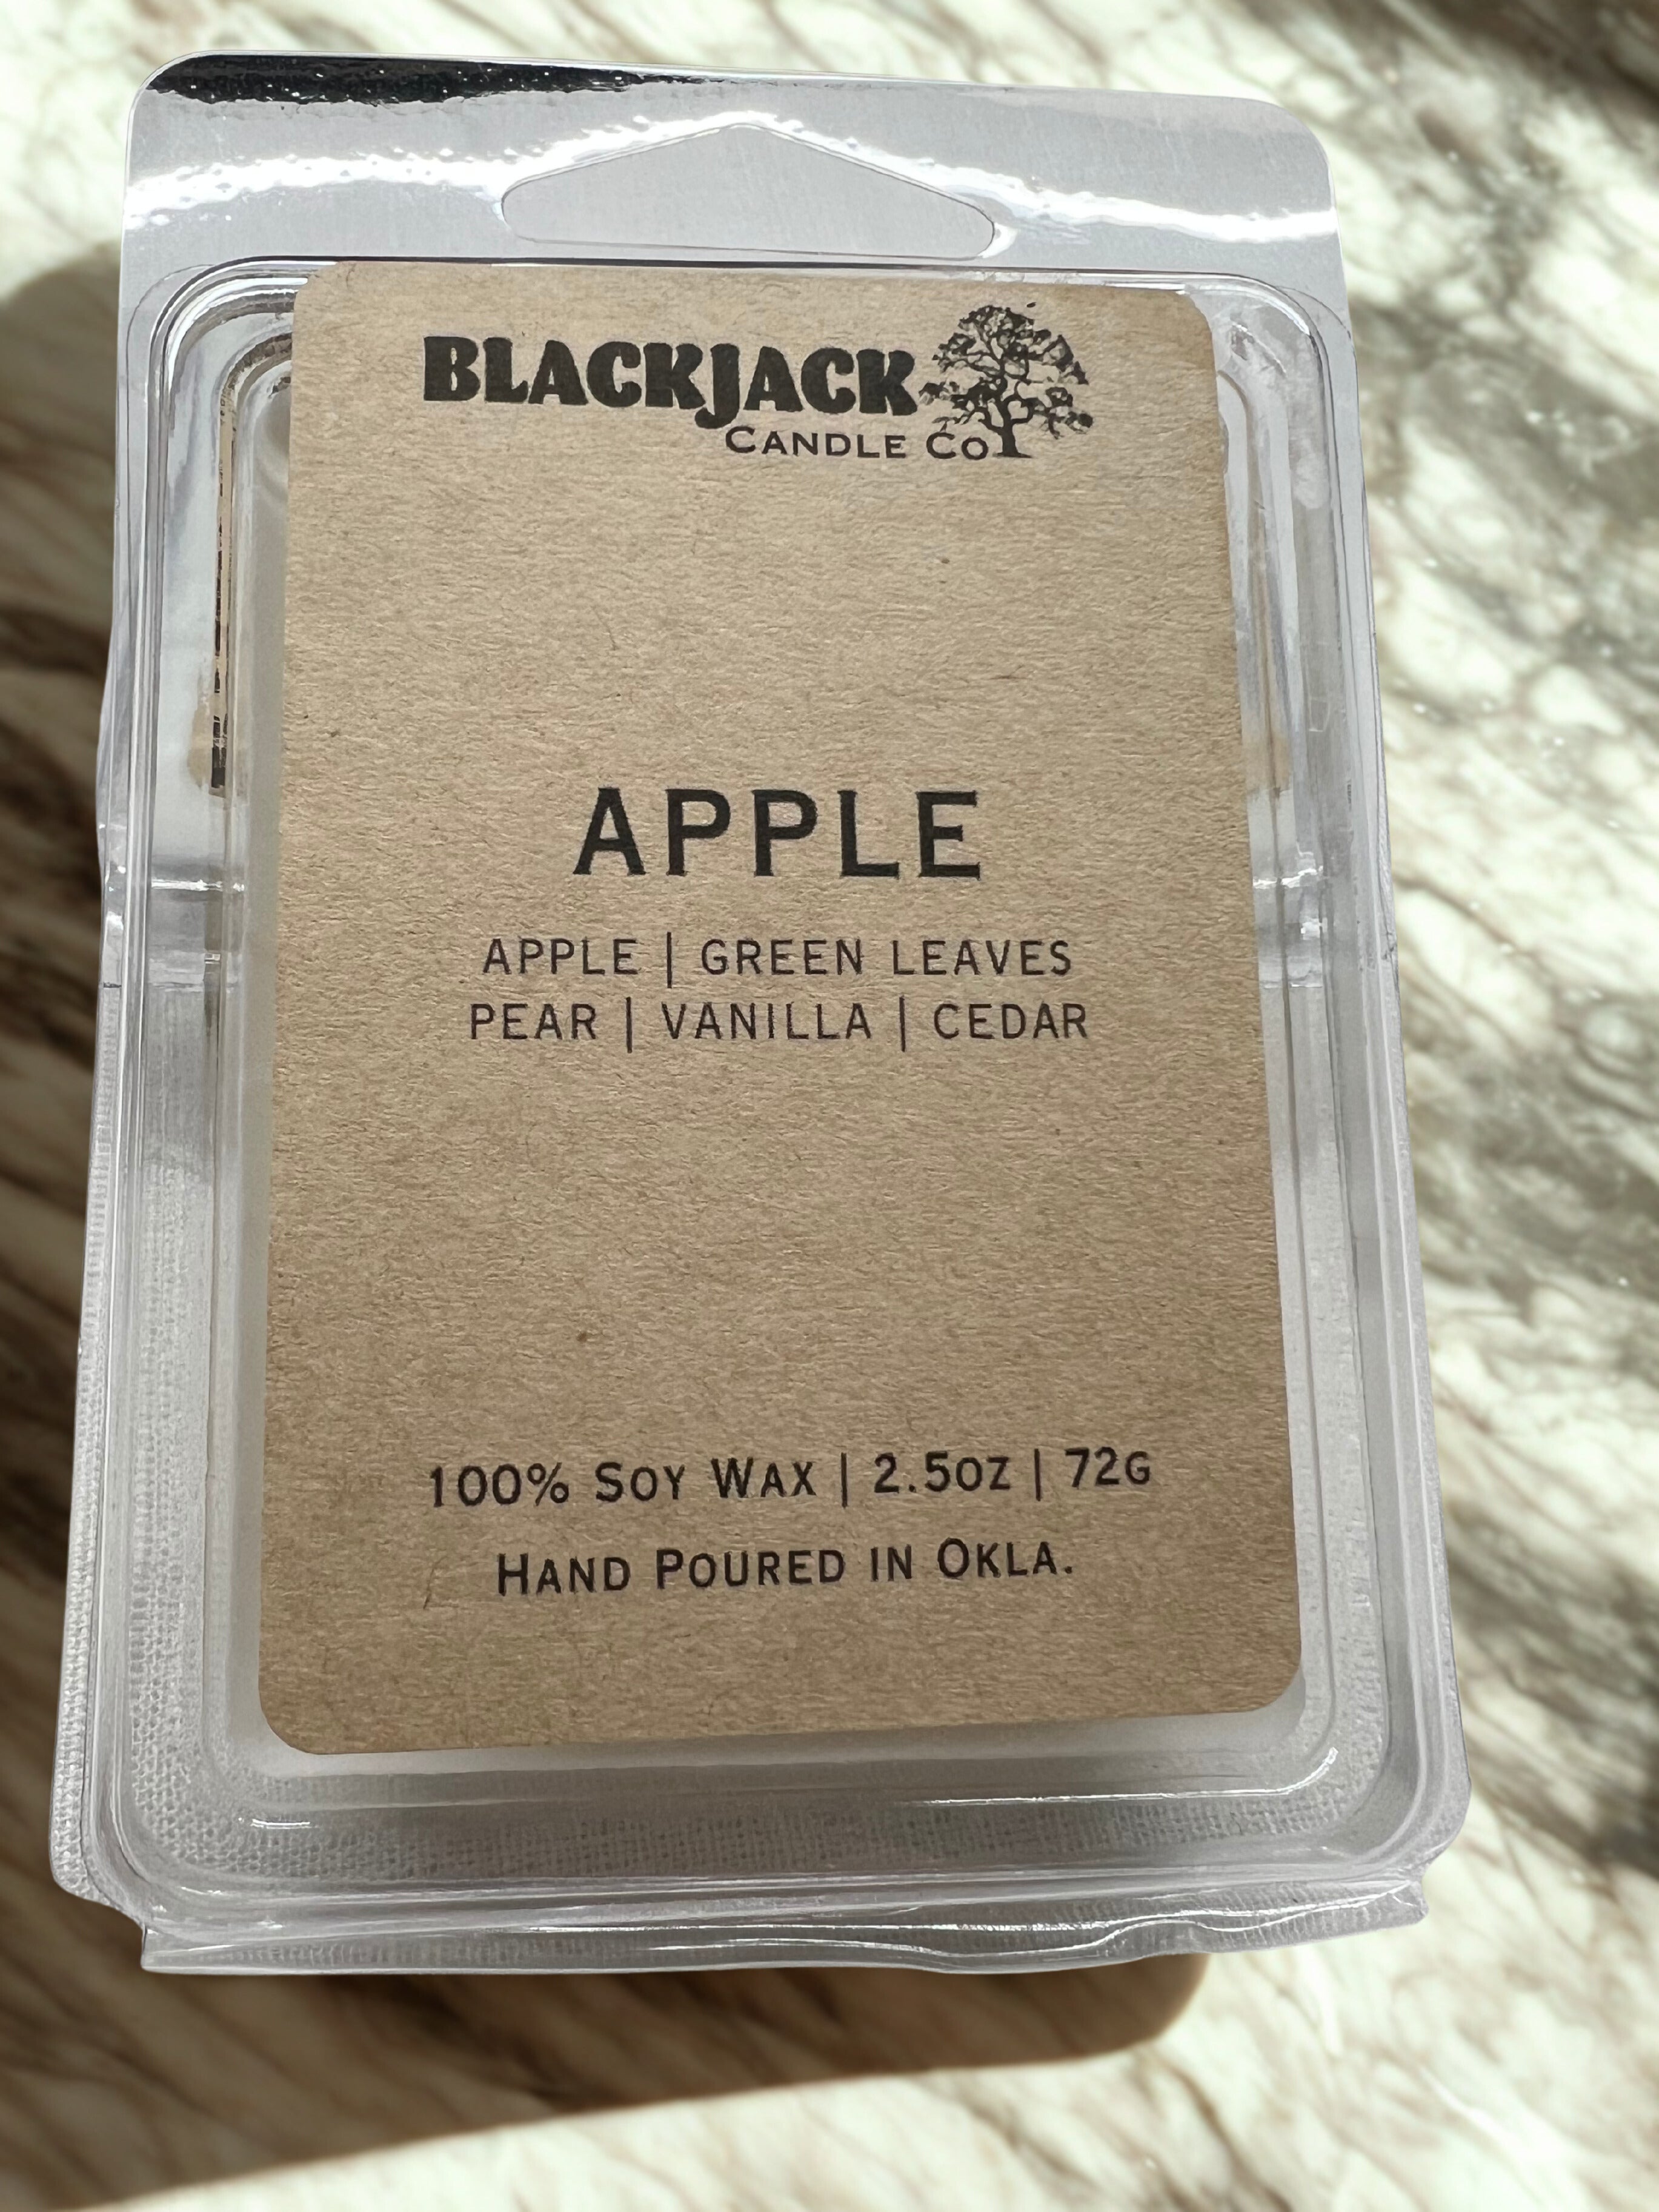 BLACKJACK
CANDLE CO
APPLE
APPLE | GREEN LEAVES
PEAR | VANILLA | CEDAR
100% SOY WAX | 2.5OZ | 72G
HAND POURED IN OKLA.